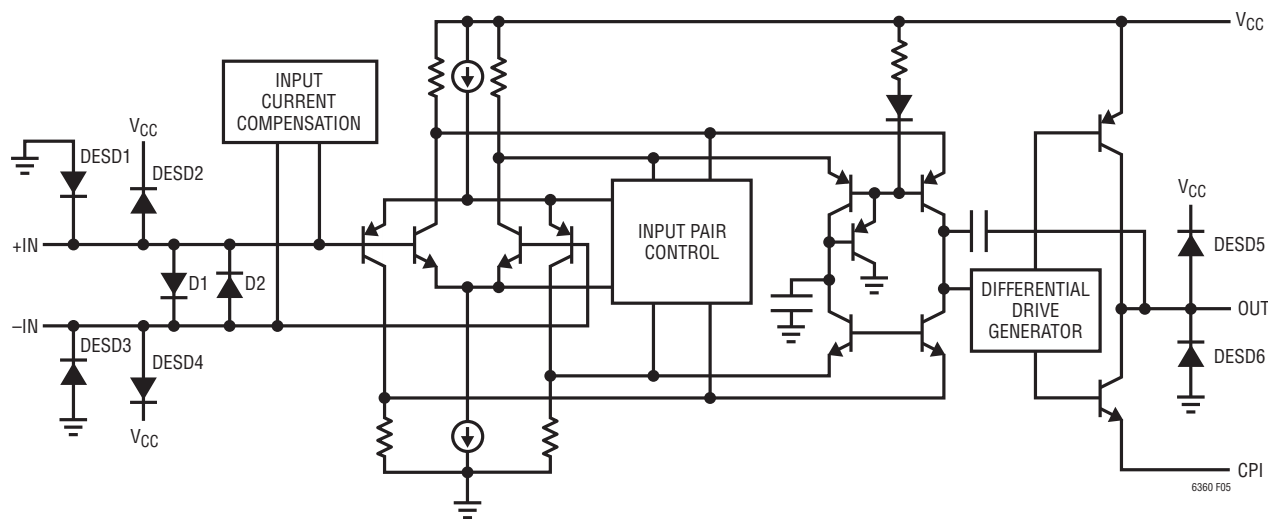 VCC
INPUT
CURRENT
COMPENSATION
VCC
DESD1
DESD2
+IN
D1
D2
–IN
DESD3
DESD4
VCC
INPUT PAIR
CONTROL
DIFFERENTIAL
DRIVE
GENERATOR
VCC
DESD5
OUT
DESD6
CPI
6360 F05